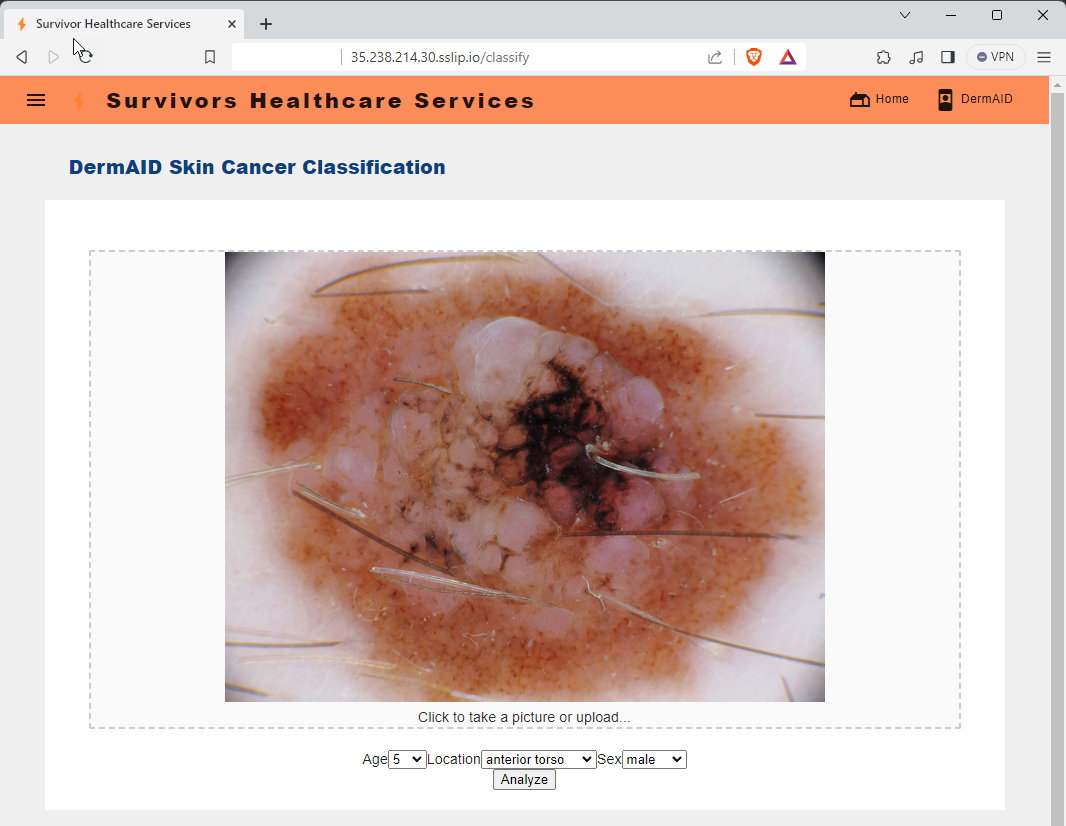 Survivor Healthcare Services
35.238.214.30.sslip.io/classify
VPN
Survivors Healthcare Services
Home
DermAID
DermAID Skin Cancer Classification
Click to take a picture or upload...
Age 5 Location anterior torso Sex male
Analyze